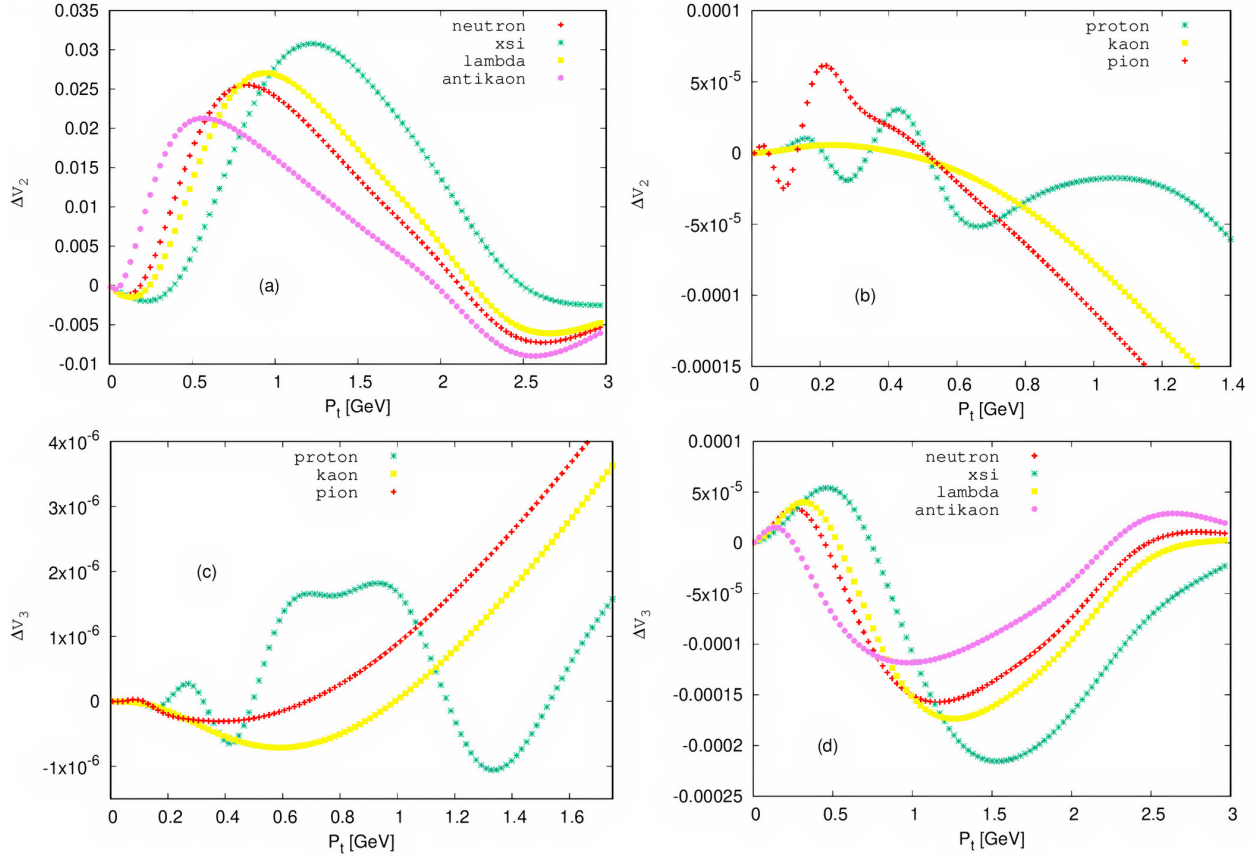 0.035
0.03
0.025
0.02
0.015
0.01
0.005
0
-0.005
-0.01
ΔV₂
neutron
xsi
lambda
antikaon
(a)
0 0.5 1 1.5 2 2.5 3
Pₜ [GeV]
0.0001
5x10⁻⁵
0
-5x10⁻⁵
-0.0001
-0.00015
ΔV₂
proton
kaon
pion
(b)
0 0.2 0.4 0.6 0.8 1 1.2 1.4
Pₜ [GeV]
4x10⁻⁶
3x10⁻⁶
2x10⁻⁶
1x10⁻⁶
0
-1x10⁻⁶
ΔV₃
proton
kaon
pion
(c)
0 0.2 0.4 0.6 0.8 1 1.2 1.4 1.6
Pₜ [GeV]
0.0001
5x10⁻⁵
0
-5x10⁻⁵
-0.0001
-0.00015
-0.0002
-0.00025
ΔV₃
neutron
xsi
lambda
antikaon
(d)
0 0.5 1 1.5 2 2.5 3
Pₜ [GeV]